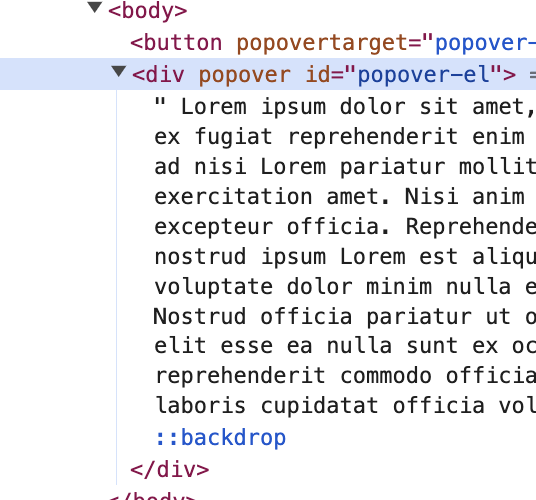 <body>
<button popovertarget="popover-
<div popover id="popover-el"> =
" Lorem ipsum dolor sit amet,
ex fugiat reprehenderit enim
ad nisi Lorem pariatur mollit
exercitation amet. Nisi anim
excepteur officia. Reprehende
nostrud ipsum Lorem est aliqu
voluptate dolor minim nulla e
Nostrud officia pariatur ut o
elit esse ea nulla sunt ex oc
reprehenderit commodo officia
laboris cupidatat officia vol
::backdrop
</div>
</body>